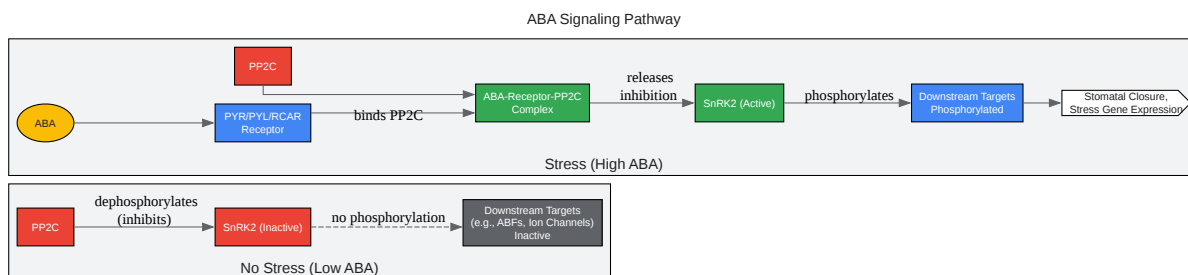 ABA Signaling Pathway
PP2C
ABA
PYR/PYL/RCAR
Receptor
binds PP2C
ABA-Receptor-PP2C
Complex
releases
inhibition
SnRK2 (Active)
phosphorylates
Downstream Targets
Phosphorylated
Stomatal Closure,
Stress Gene Expression
Stress (High ABA)
PP2C
dephosphorylates
(inhibits)
SnRK2 (Inactive)
no phosphorylation
Downstream Targets
(e.g., ABFs, Ion Channels)
Inactive
No Stress (Low ABA)